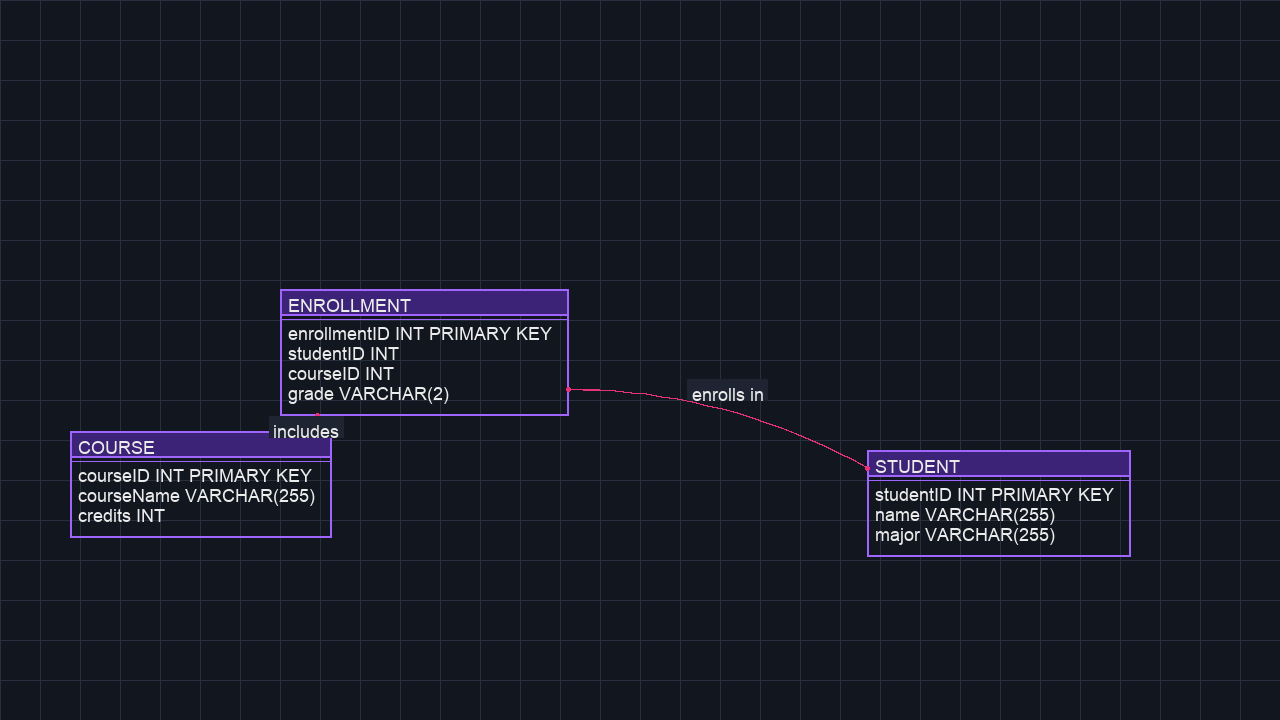 ENROLLMENT
enrollmentID INT PRIMARY KEY
studentID INT
courseID INT
grade VARCHAR(2)
enrolls in
includes
COURSE
courseID INT PRIMARY KEY
courseName VARCHAR(255)
credits INT
STUDENT
studentID INT PRIMARY KEY
name VARCHAR(255)
major VARCHAR(255)